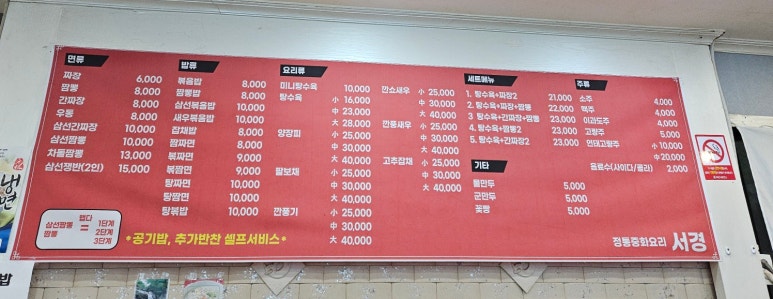 면류
짜장 6,000
짬뽕 8,000
간짜장 8,000
우동 8,000
삼선간짜장 10,000
삼선짬뽕 10,000
차돌짬뽕 13,000
삼선쟁반(2인) 15,000
삼선짬뽕
짬뽕
맵다
=
1단계
2단계
3단계
밥류
볶음밥 8,000
짬뽕밥 8,000
삼선볶음밥 10,000
새우볶음밥 10,000
잡채밥 8,000
짬짜면 8,000
볶짜면 9,000
볶짬면 9,000
탕짜면 10,000
탕짬면 10,000
탕볶밥 10,000
*공기밥, 추가반찬 셀프서비스*
요리류
미니탕수육 10,000
탕수육 小 16,000
中 23,000
大 28,000
양장피 小 25,000
中 30,000
大 40,000
팔보채 小 25,000
中 30,000
大 40,000
깐풍기 小 25,000
中 30,000
大 40,000
깐쇼새우 小 25,000
中 30,000
大 40,000
깐풍새우 小 25,000
中 30,000
大 40,000
고추잡채 小 25,000
中 30,000
大 40,000
세트메뉴
1. 탕수육+짜장2 21,000
2. 탕수육+짜장+짬뽕 22,000
3 탕수육+간짜장+짬뽕 23,000
4. 탕수육+짬뽕2 23,000
5. 탕수육+간짜장2 23,000
기타
물만두 5,000
군만두 5,000
꽃빵 5,000
주류
소주 4,000
맥주 4,000
이과두주 4,000
고량주 5,000
연태고량주 小 10,000
中 20,000
음료수(사이다/콜라) 2,000
정통중화요리 서경
냉면
밥